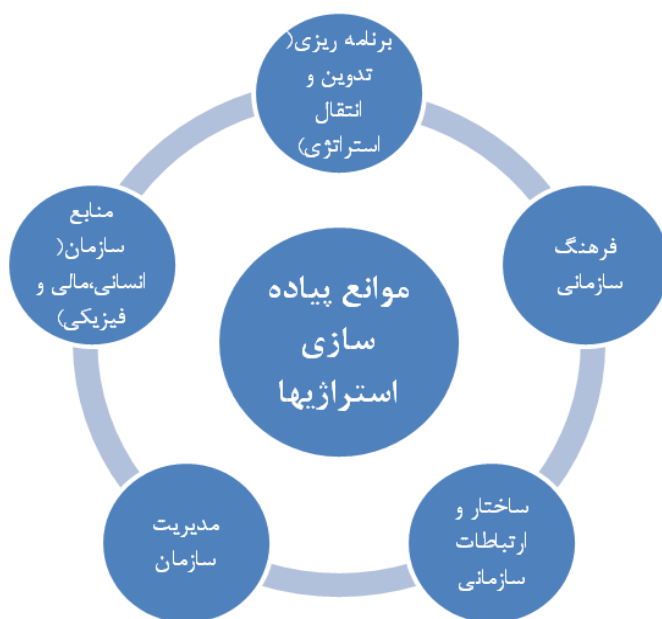 برنامه ریزی(
تدوین و
انتقال
استراتژی)
فرهنگ
سازمانی
ساختار و
ارتباطات
سازمانی
مدیریت
سازمان
منابع
سازمان(
انسانی،مالی و
فیزیکی)
موانع پیاده
سازی
استراژیها